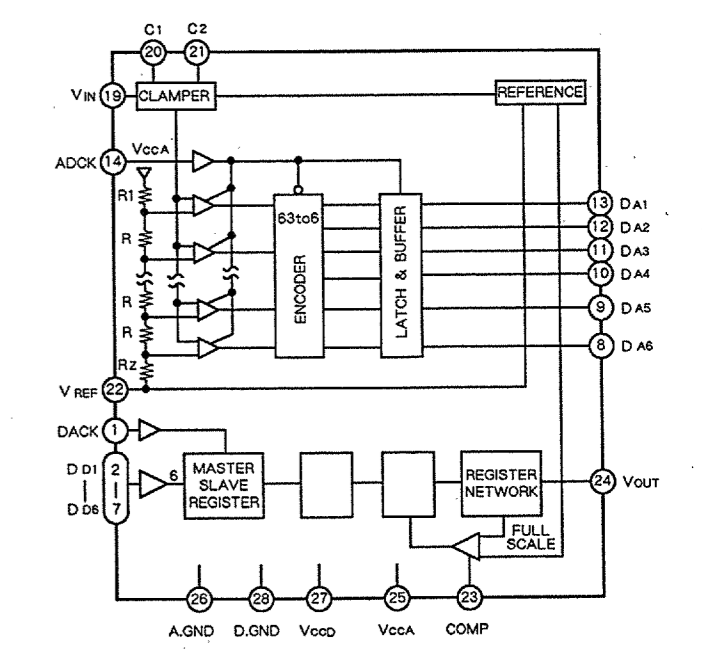 C1 C2
20 21
VIN 19 CLAMPER REFERENCE
VCCA
ADCK 14
R1
13 DA1
63to6
12 DA2
R
11 DA3
10 DA4
ENCODER
LATCH & BUFFER
R
9 DA5
R
8 DA6
RZ
VREF 22
DACK 1
DD1 2
DD6 7
6
MASTER
SLAVE
REGISTER
REGISTER
NETWORK
24 VOUT
FULL
SCALE
26 28 27 25 23
A.GND D.GND VCCD VCCA COMP